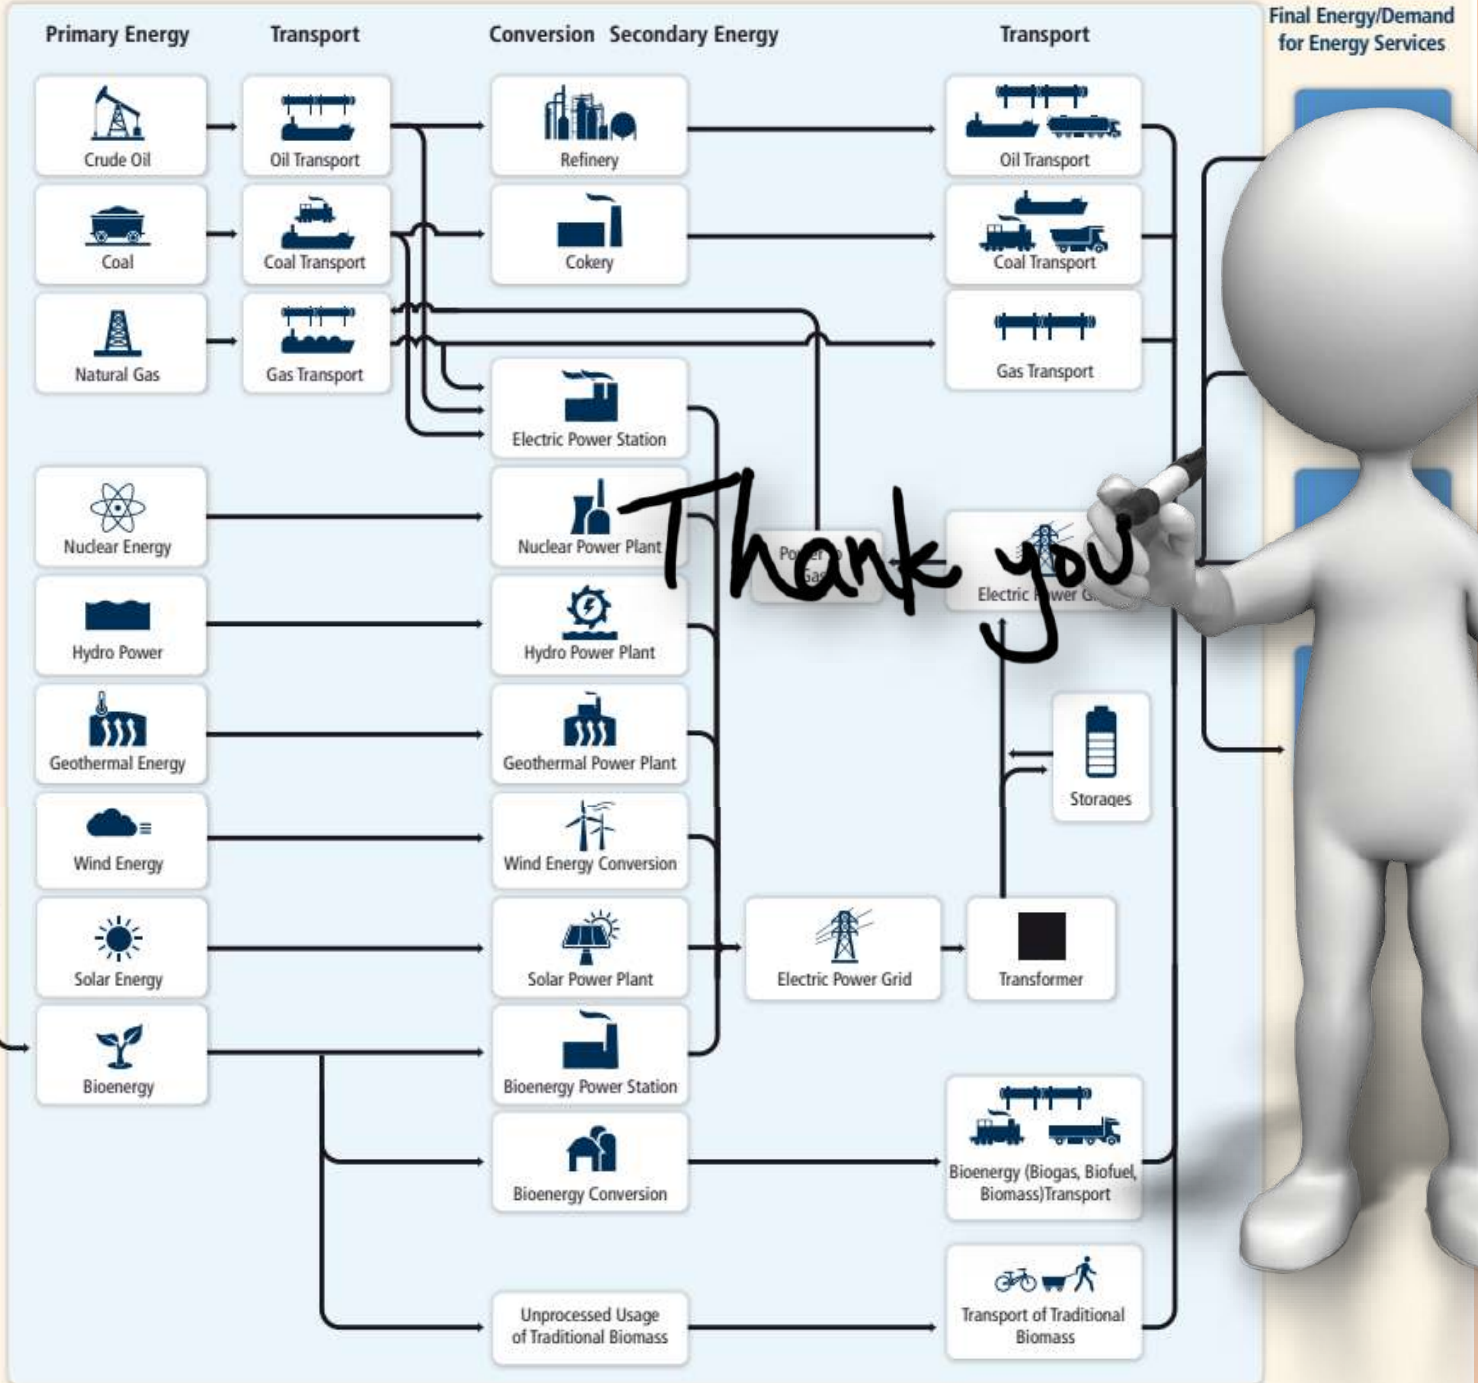 Final Energy/Demand
for Energy Services
Primary Energy
Transport
Conversion
Secondary Energy
Transport
Crude Oil
Oil Transport
Refinery
Oil Transport
Coal
Coal Transport
Cokery
Coal Transport
Natural Gas
Gas Transport
Gas Transport
Electric Power Station
Thank you
Nuclear Energy
Nuclear Power Plant
Electric
Hydro Power
Hydro Power Plant
Geothermal Energy
Geothermal Power Plant
Storages
Wind Energy
Wind Energy Conversion
Solar Energy
Solar Power Plant
Electric Power Grid
Transformer
Bioenergy
Bioenergy Power Station
Bioenergy Conversion
Bioenergy (Biogas, Biofuel,
Biomass)Transport
Unprocessed Usage
of Traditional Biomass
Transport of Traditional
Biomass